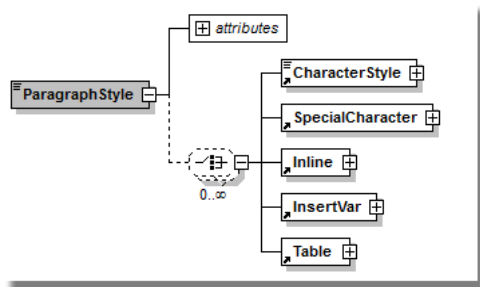 attributes
ParagraphStyle
CharacterStyle
SpecialCharacter
Inline
InsertVar
Table
0..∞